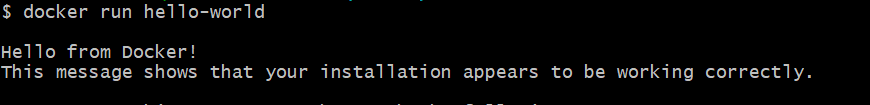 $ docker run hello-world
Hello from Docker!
This message shows that your installation appears to be working correctly.